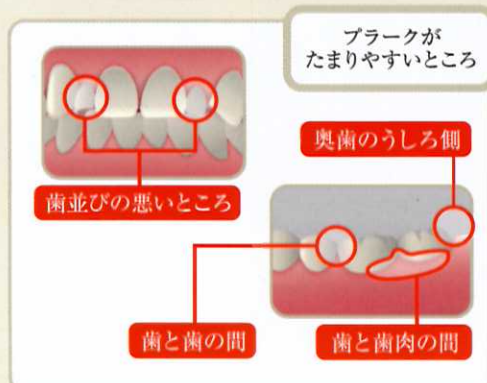 プラークが
たまりやすいところ
奥歯のうしろ側
歯並びの悪いところ
歯と歯の間
歯と歯肉の間